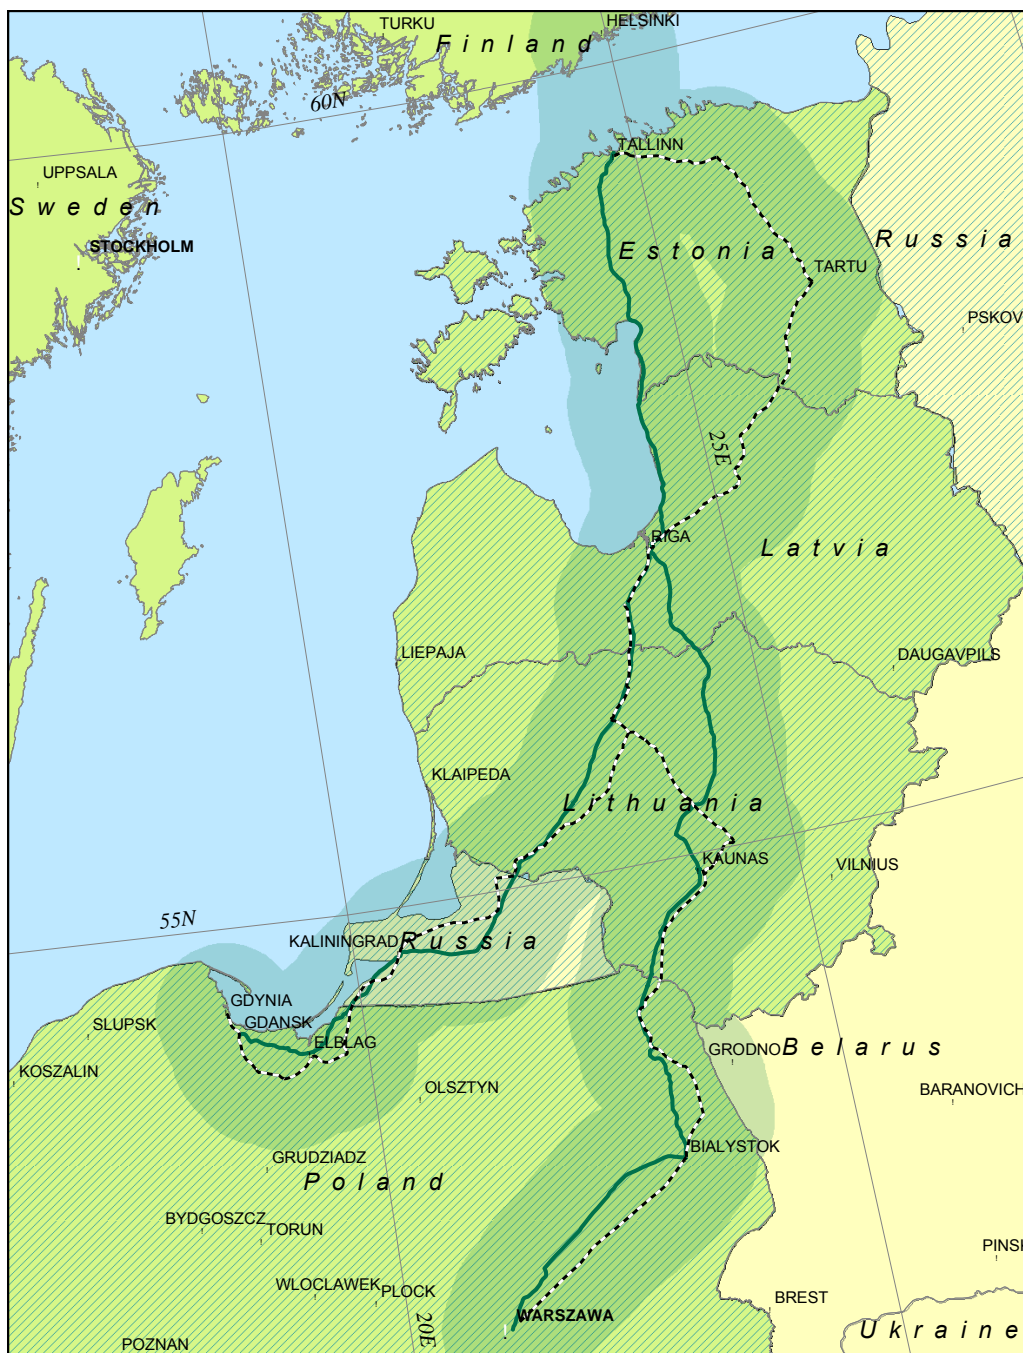 TURKU
HELSINKI
Finland
60N
TALLINN
UPPSALA
Sweden
STOCKHOLM
Estonia
Russia
TARTU
PSKOV
25E
RIGA
Latvia
LIEPAJA
DAUGAVPILS
KLAIPEDA
Lithuania
KAUNAS
VILNIUS
55N
KALININGRAD
Russia
GDYNIA
GDANSK
SLUPSK
ELBLAG
GRODNO
Belarus
KOSZALIN
OLSZTYN
BARANOVICH
BIALYSTOK
GRUDZIADZ
Poland
BYDGOSZCZ
TORUN
PINSK
WLOCLAWEK
PLOCK
BREST
20E
WARSZAWA
Ukraine
POZNAN